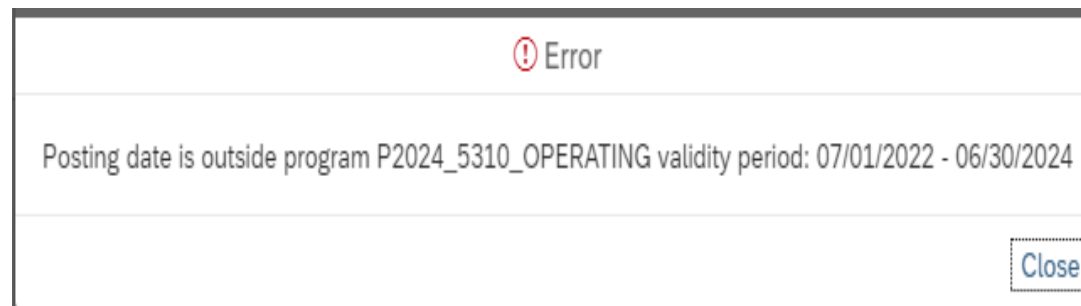 Error
Posting date is outside program P2024_5310_OPERATING validity period: 07/01/2022 - 06/30/2024
Close